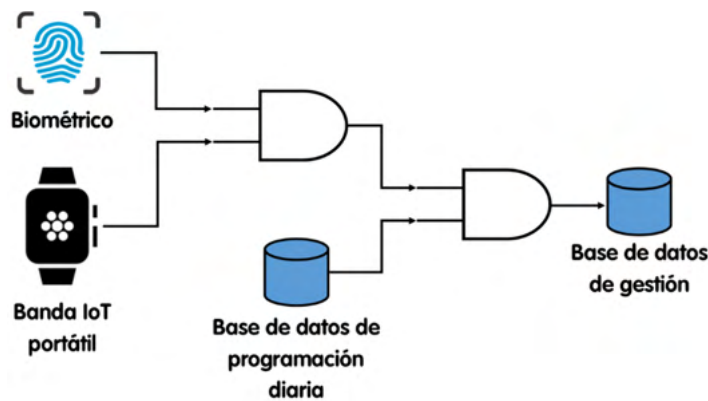 Biométrico
Banda IoT
portátil
Base de datos de
programación
diaria
Base de datos
de gestión